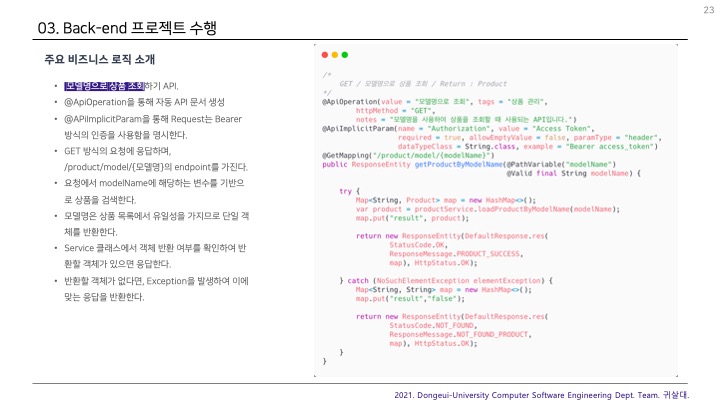 23
03. Back-end 프로젝트 수행
주요 비즈니스 로직 소개
• 모델명으로 상품 조회하기 API.
• @ApiOperation을 통해 자동 API 문서 생성
• @APIImplicitParam을 통해 Request는 Bearer
방식의 인증을 사용함을 명시한다.
• GET 방식의 요청에 응답하며,
/product/model/{모델명}의 endpoint를 가진다.
• 요청에서 modelName에 해당하는 변수를 기반으
로 상품을 검색한다.
• 모델명은 상품 목록에서 유일성을 가지므로 단일 객
체를 반환한다.
• Service 클래스에서 객체 반환 여부를 확인하여 반
환할 객체가 있으면 응답한다.
• 반환할 객체가 없다면, Exception을 발생하여 이에
맞는 응답을 반환한다.
/*
GET / 모델명으로 상품 조회 / Return : Product
*/
@ApiOperation(value = "모델명으로 조회", tags = "상품 관리",
httpMethod = "GET",
notes = "모델명을 사용하여 상품을 조회할 때 사용되는 API입니다.")
@ApiImplicitParam(name = "Authorization", value = "Access Token",
required = true, allowEmptyValue = false, paramType = "header",
dataTypeClass = String.class, example = "Bearer access_token")
@GetMapping("/product/model/{modelName}")
public ResponseEntity getProductByModelName(@PathVariable("modelName")
@Valid final String modelName) {
try {
Map<String, Product> map = new HashMap<>();
var product = productService.loadProductByModelName(modelName);
map.put("result", product);
return new ResponseEntity(DefaultResponse.res(
StatusCode.OK,
ResponseMessage.PRODUCT_SUCCESS,
map), HttpStatus.OK);
} catch (NoSuchElementException elementException) {
Map<String, String> map = new HashMap<>();
map.put("result","false");
return new ResponseEntity(DefaultResponse.res(
StatusCode.NOT_FOUND,
ResponseMessage.NOT_FOUND_PRODUCT,
map), HttpStatus.OK);
}
}
2021. Dongeui-University Computer Software Engineering Dept. Team. 귀살대.